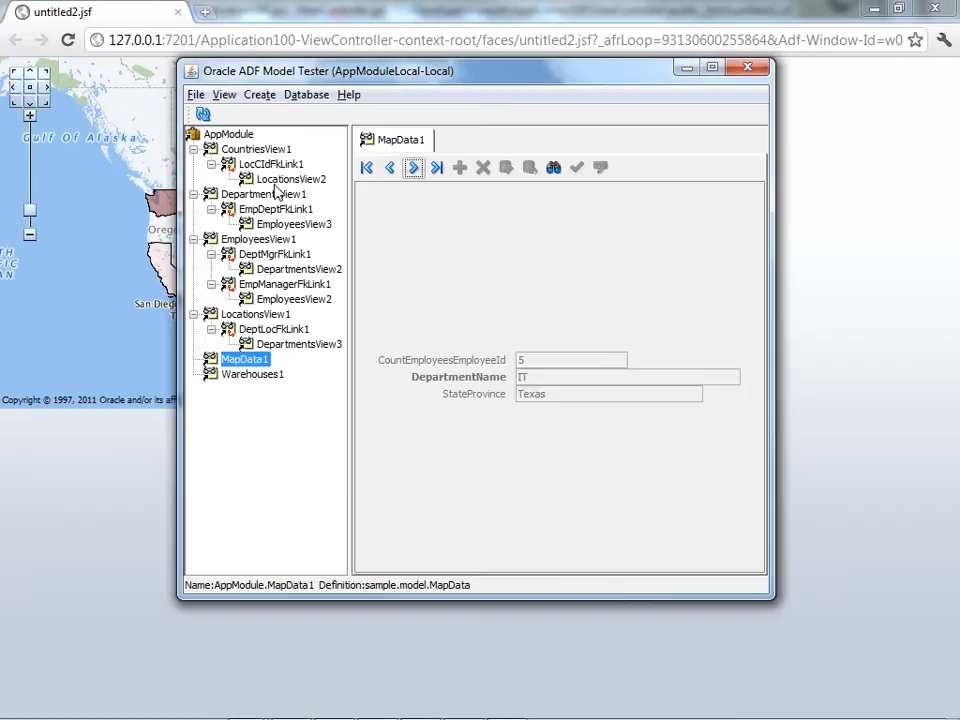 untitled2.jsf
127.0.0.1:7201/Application100-ViewController-context-root/faces/untitled2.jsf?_afrLoop=93130600255864&Adf-Window-Id=w0
Gulf Of Alaska
San Diego
Copyright © 1997, 2011 Oracle and/or its aff
Oracle ADF Model Tester (AppModuleLocal-Local)
File View Create Database Help
AppModule
CountriesView1
LocCIdFkLink1
LocationsView2
EmpDeptFkLink1
EmployeesView3
EmployeesView1
DeptMgrFkLink1
DepartmentsView2
EmpManagerFkLink1
EmployeesView2
LocationsView1
DeptLocFkLink1
DepartmentsView3
MapData1
Warehouses1
MapData1
CountEmployeesEmployeeId 5
DepartmentName IT
StateProvince Texas
Name:AppModule.MapData1 Definition:sample.model.MapData